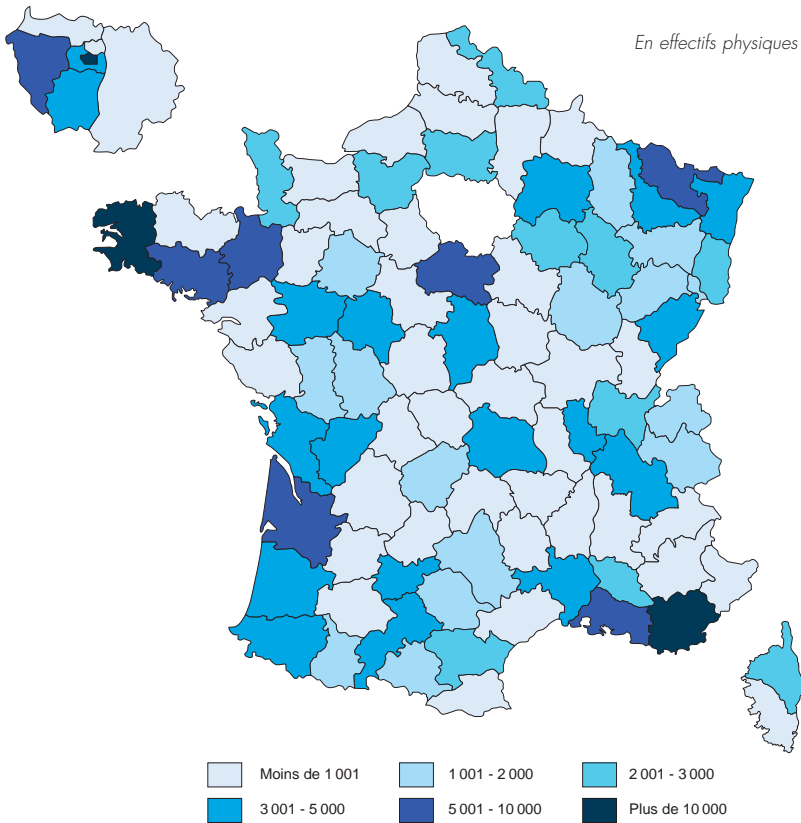 En effectifs physiques
Moins de 1 001
1 001 - 2 000
2 001 - 3 000
3 001 - 5 000
5 001 - 10 000
Plus de 10 000